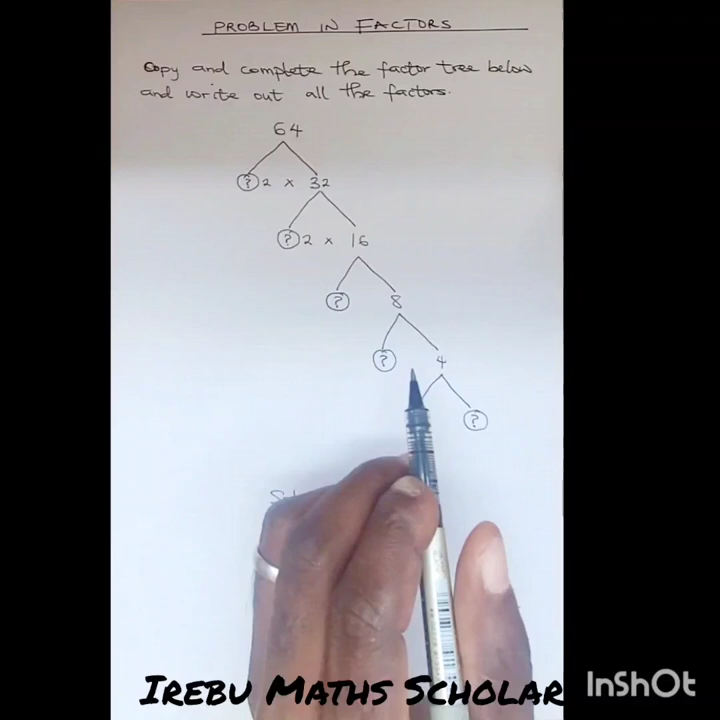 PROBLEM IN FACTORS
Copy and complete the factor tree below
and write out all the factors.
64
? 2 x 32
? 2 x 16
? 8
? 4
?
IREBU MATHS SCHOLAR
InShOt